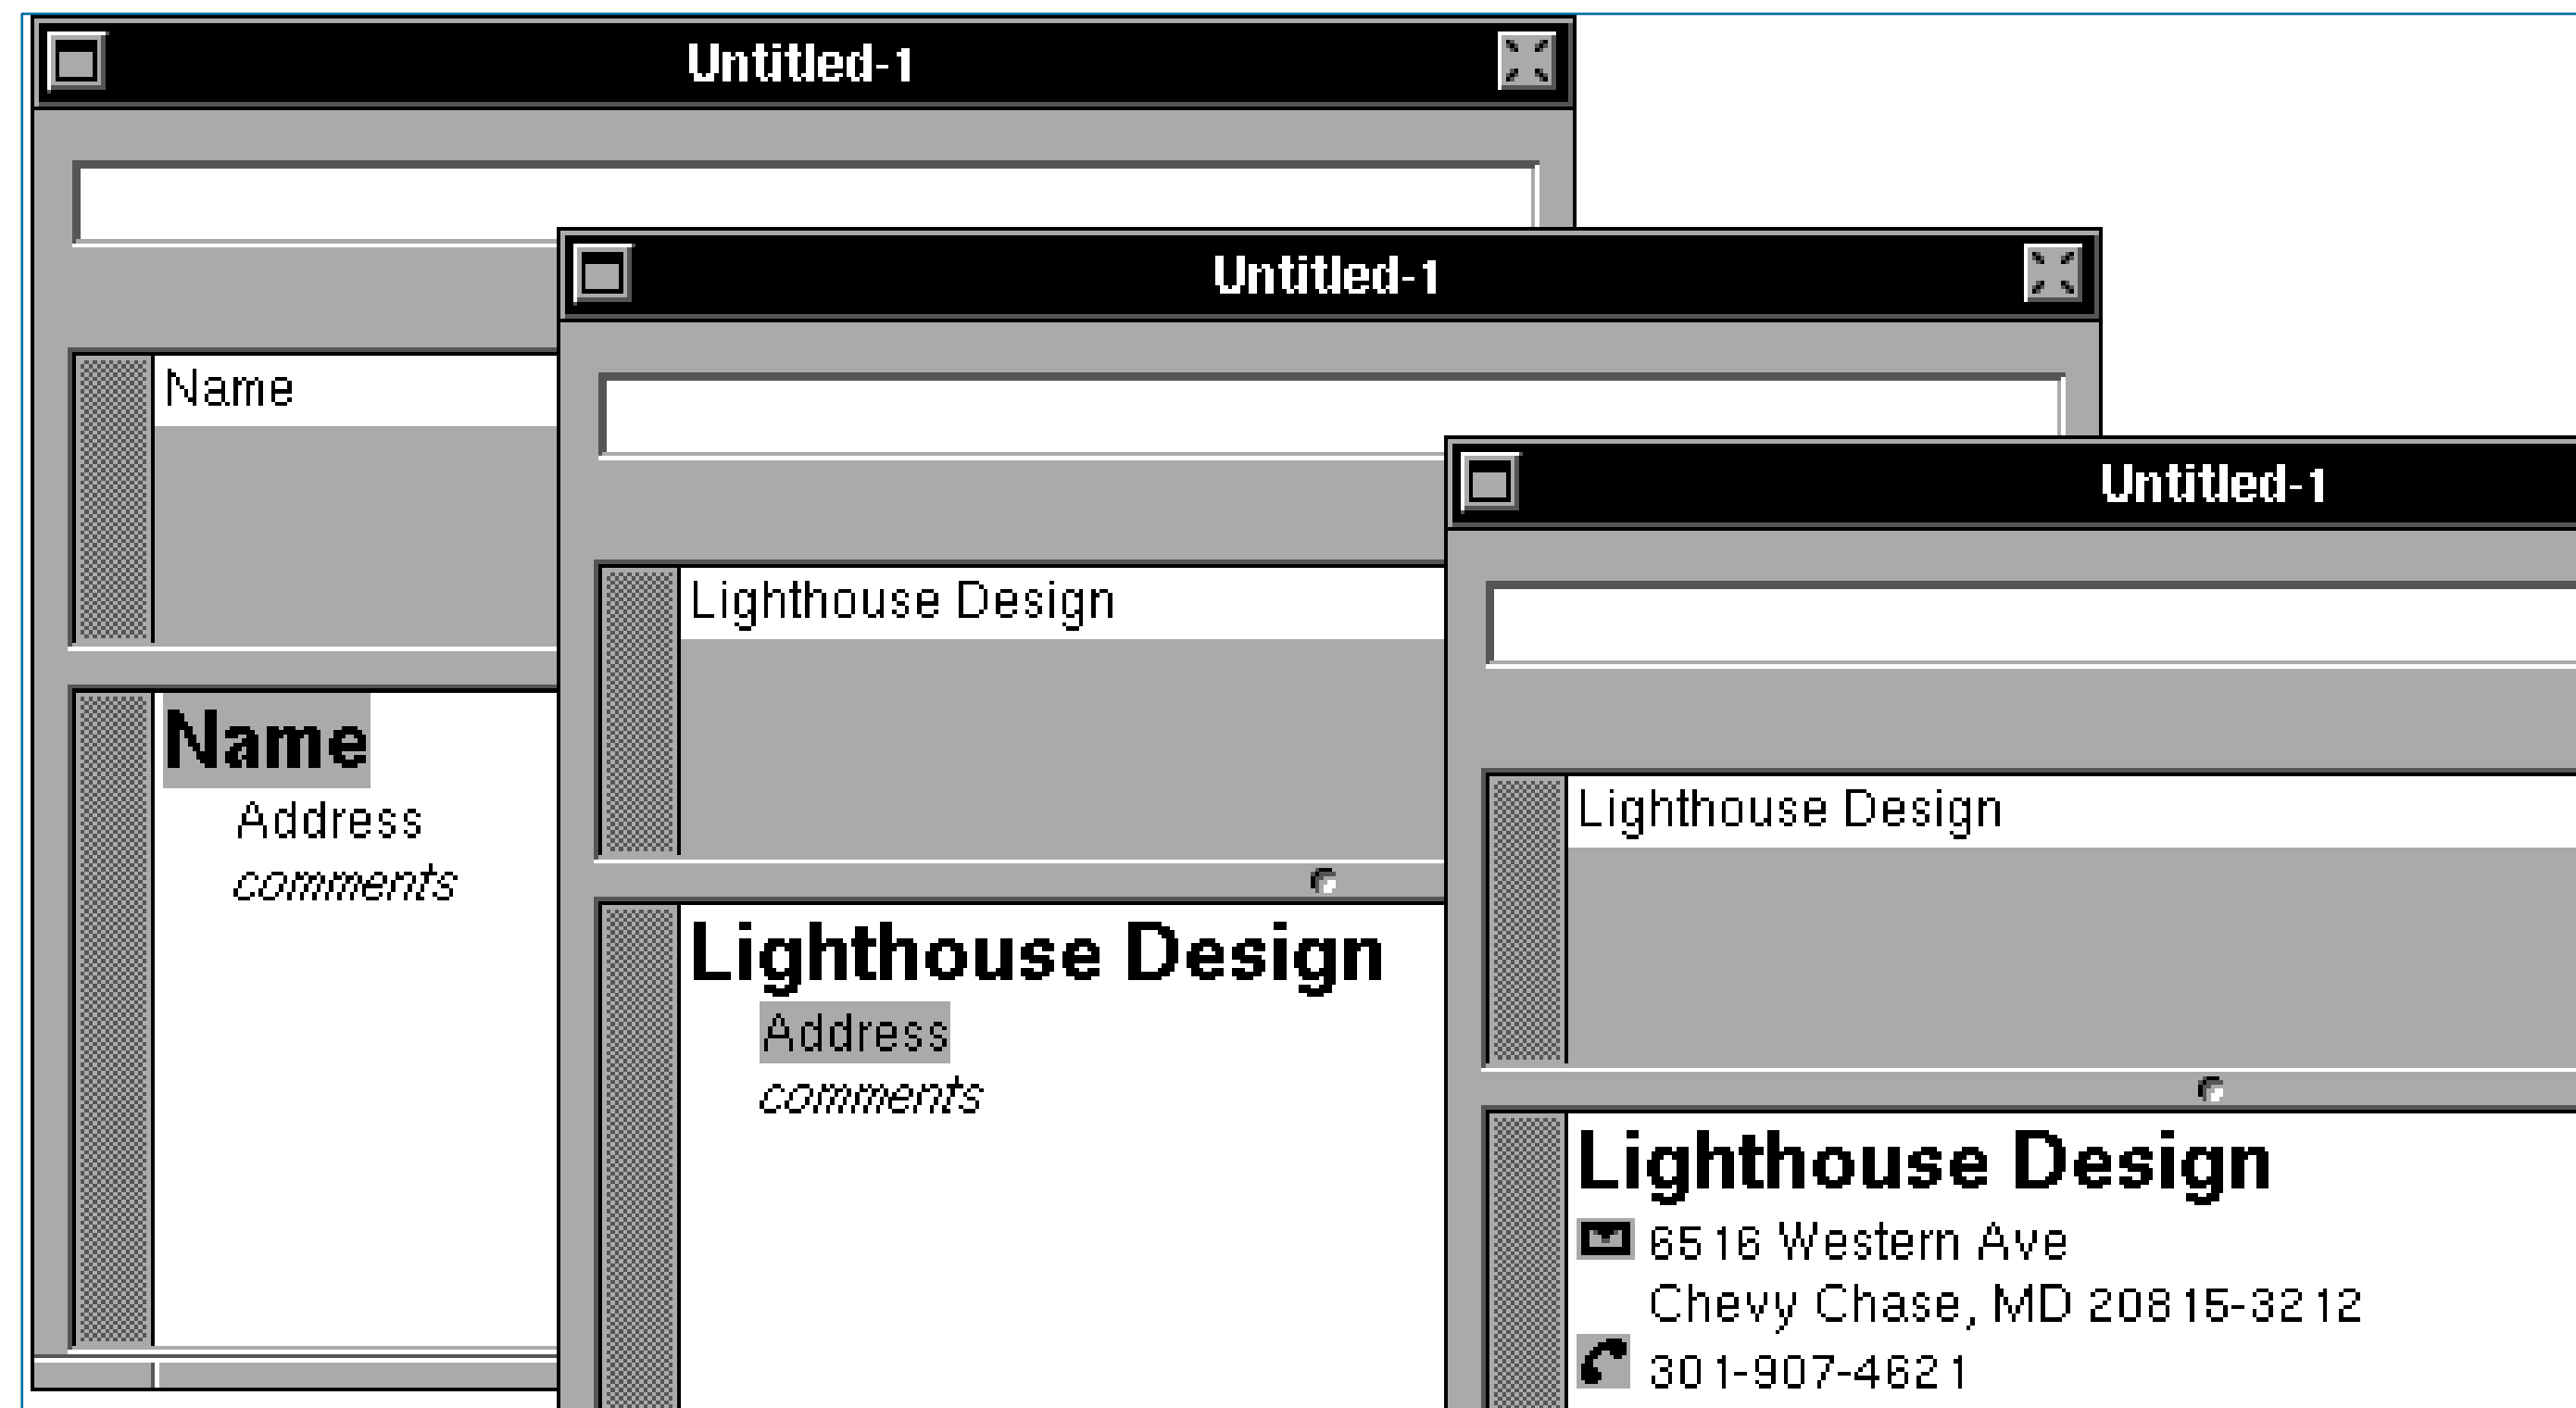 Untitled-1
Name
Name
Address
comments
Untitled-1
Lighthouse Design
Lighthouse Design
Address
comments
Untitled-1
Lighthouse Design
Lighthouse Design
6516 Western Ave
Chevy Chase, MD 20815-3212
301-907-4621